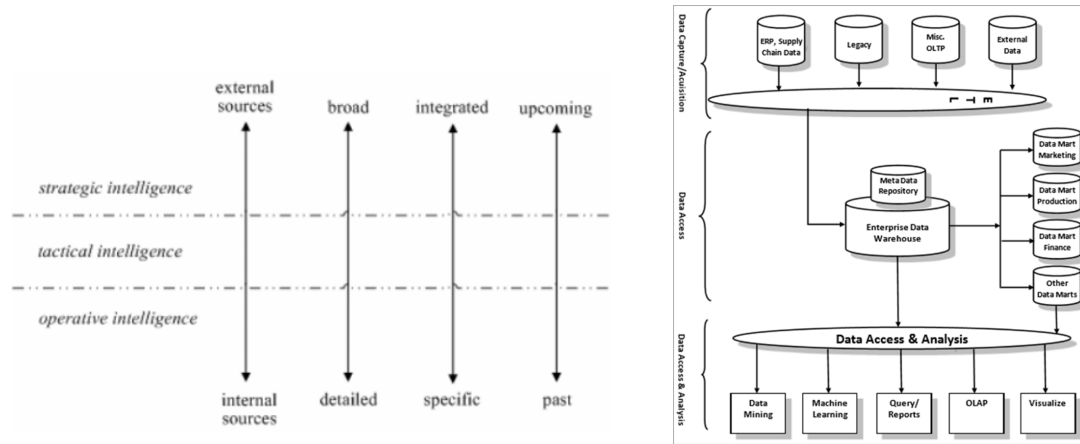 external
sources
broad
integrated
upcoming
strategic intelligence
tactical intelligence
operative intelligence
internal
sources
detailed
specific
past
Data Capture/Acuisition
ERP, Supply
Chain Data
Legacy
Misc.
OLTP
External
Data
E T L
Data Access
Meta Data
Repository
Enterprise Data
Warehouse
Data Mart
Marketing
Data Mart
Production
Data Mart
Finance
Other
Data Marts
Data Access &
Analysis
Data Access & Analysis
Data
Mining
Machine
Learning
Query/
Reports
OLAP
Visualize